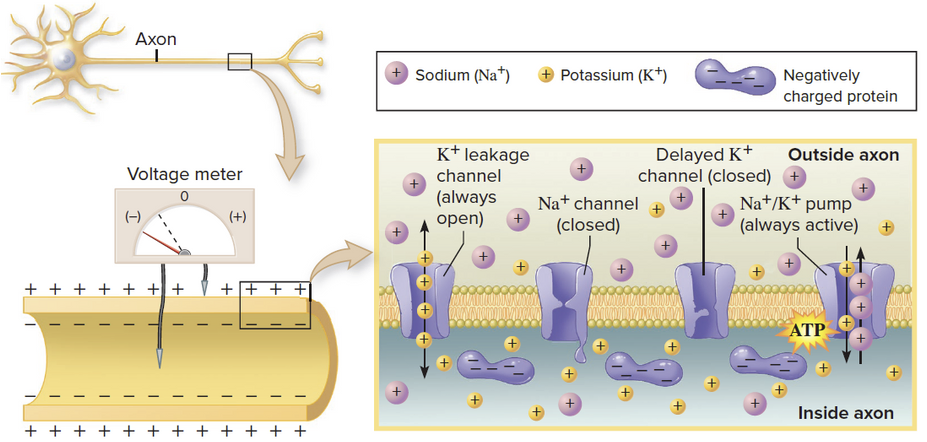 Axon
Sodium (Na⁺)
Potassium (K⁺)
Negatively
charged protein
Voltage meter
0
(−)
(+)
K⁺ leakage
channel
(always
open)
Na⁺ channel
(closed)
Delayed K⁺
channel (closed)
Outside axon
Na⁺/K⁺ pump
(always active)
ATP
Inside axon